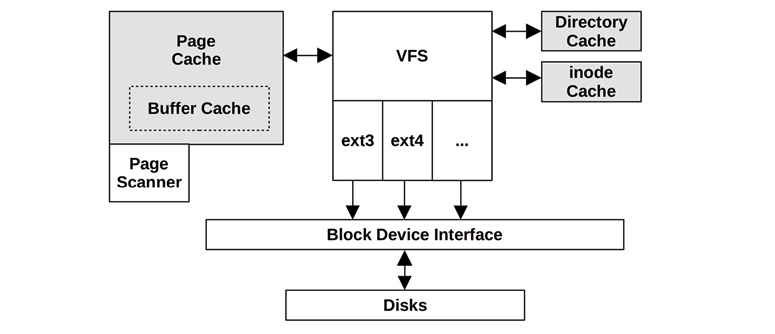 Page
Cache
Buffer Cache
Page
Scanner
VFS
ext3
ext4
...
Directory
Cache
inode
Cache
Block Device Interface
Disks